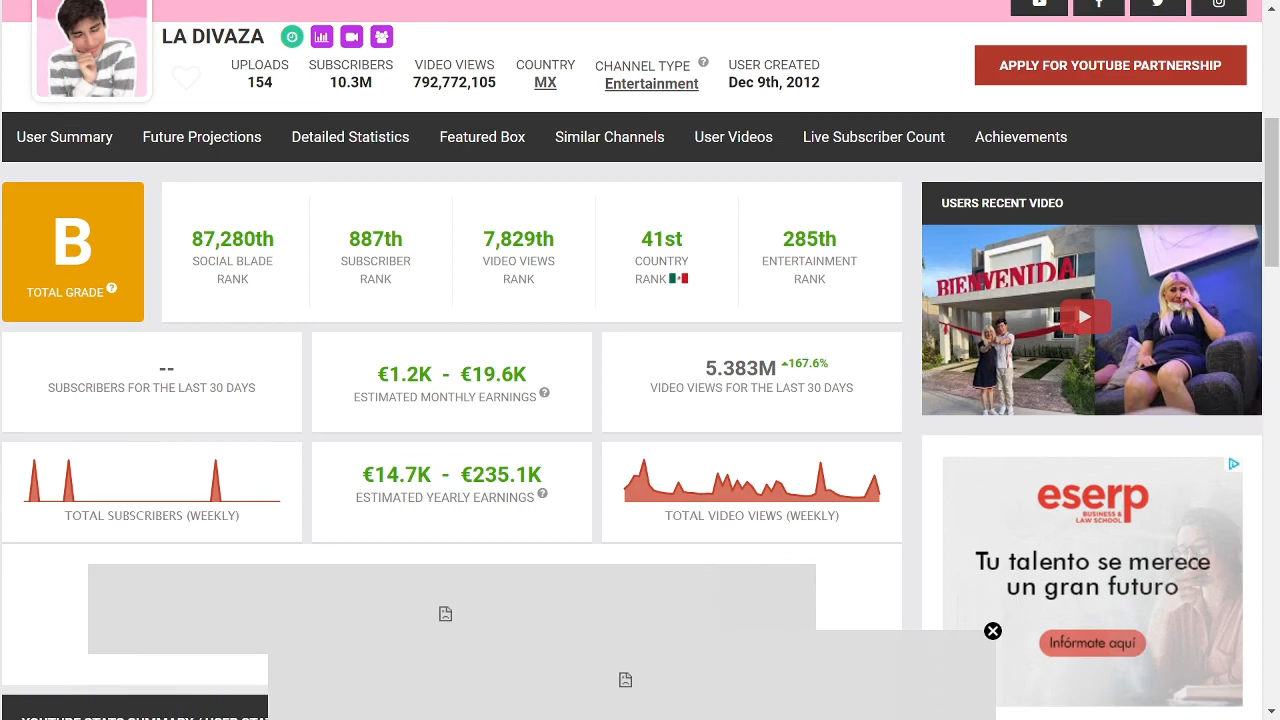 LA DIVAZA
UPLOADS
154
SUBSCRIBERS
10.3M
VIDEO VIEWS
792,772,105
COUNTRY
MX
CHANNEL TYPE ?
Entertainment
USER CREATED
Dec 9th, 2012
APPLY FOR YOUTUBE PARTNERSHIP
User Summary
Future Projections
Detailed Statistics
Featured Box
Similar Channels
User Videos
Live Subscriber Count
Achievements
B
TOTAL GRADE ?
87,280th
SOCIAL BLADE
RANK
887th
SUBSCRIBER
RANK
7,829th
VIDEO VIEWS
RANK
41st
COUNTRY
RANK
285th
ENTERTAINMENT
RANK
USERS RECENT VIDEO
BIENVENIDA
--
SUBSCRIBERS FOR THE LAST 30 DAYS
€1.2K - €19.6K
ESTIMATED MONTHLY EARNINGS ?
5.383M 167.6%
VIDEO VIEWS FOR THE LAST 30 DAYS
TOTAL SUBSCRIBERS (WEEKLY)
€14.7K - €235.1K
ESTIMATED YEARLY EARNINGS ?
TOTAL VIDEO VIEWS (WEEKLY)
eserp
BUSINESS &
LAW SCHOOL
Tu talento se merece
un gran futuro
Infórmate aquí